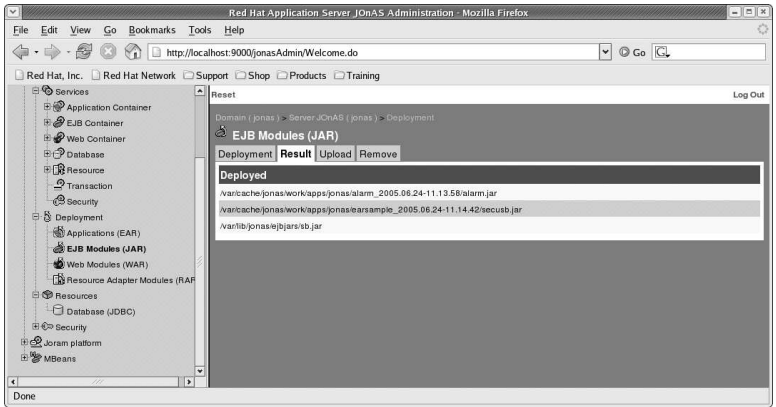 Red Hat Application Server JOnAS Administration - Mozilla Firefox
File Edit View Go Bookmarks Tools Help
http://localhost:9000/jonasAdmin/Welcome.do
Go
G
Red Hat, Inc. Red Hat Network Support Shop Products Training
Services
Application Container
EJB Container
Web Container
Database
Resource
Transaction
Security
Deployment
Applications (EAR)
EJB Modules (JAR)
Web Modules (WAR)
Resource Adapter Modules (RAR
Resources
Database (JDBC)
Security
Joram platform
MBeans
Reset Log Out
Domain ( jonas ) > Server JOnAS ( jonas ) > Deployment
EJB Modules (JAR)
Deployment Result Upload Remove
Deployed
/var/cache/jonas/work/apps/jonas/alarm_2005.06.24-11.13.58/alarm.jar
/var/cache/jonas/work/apps/jonas/earsample_2005.06.24-11.14.42/secusb.jar
/var/lib/jonas/ejbjars/sb.jar
Done